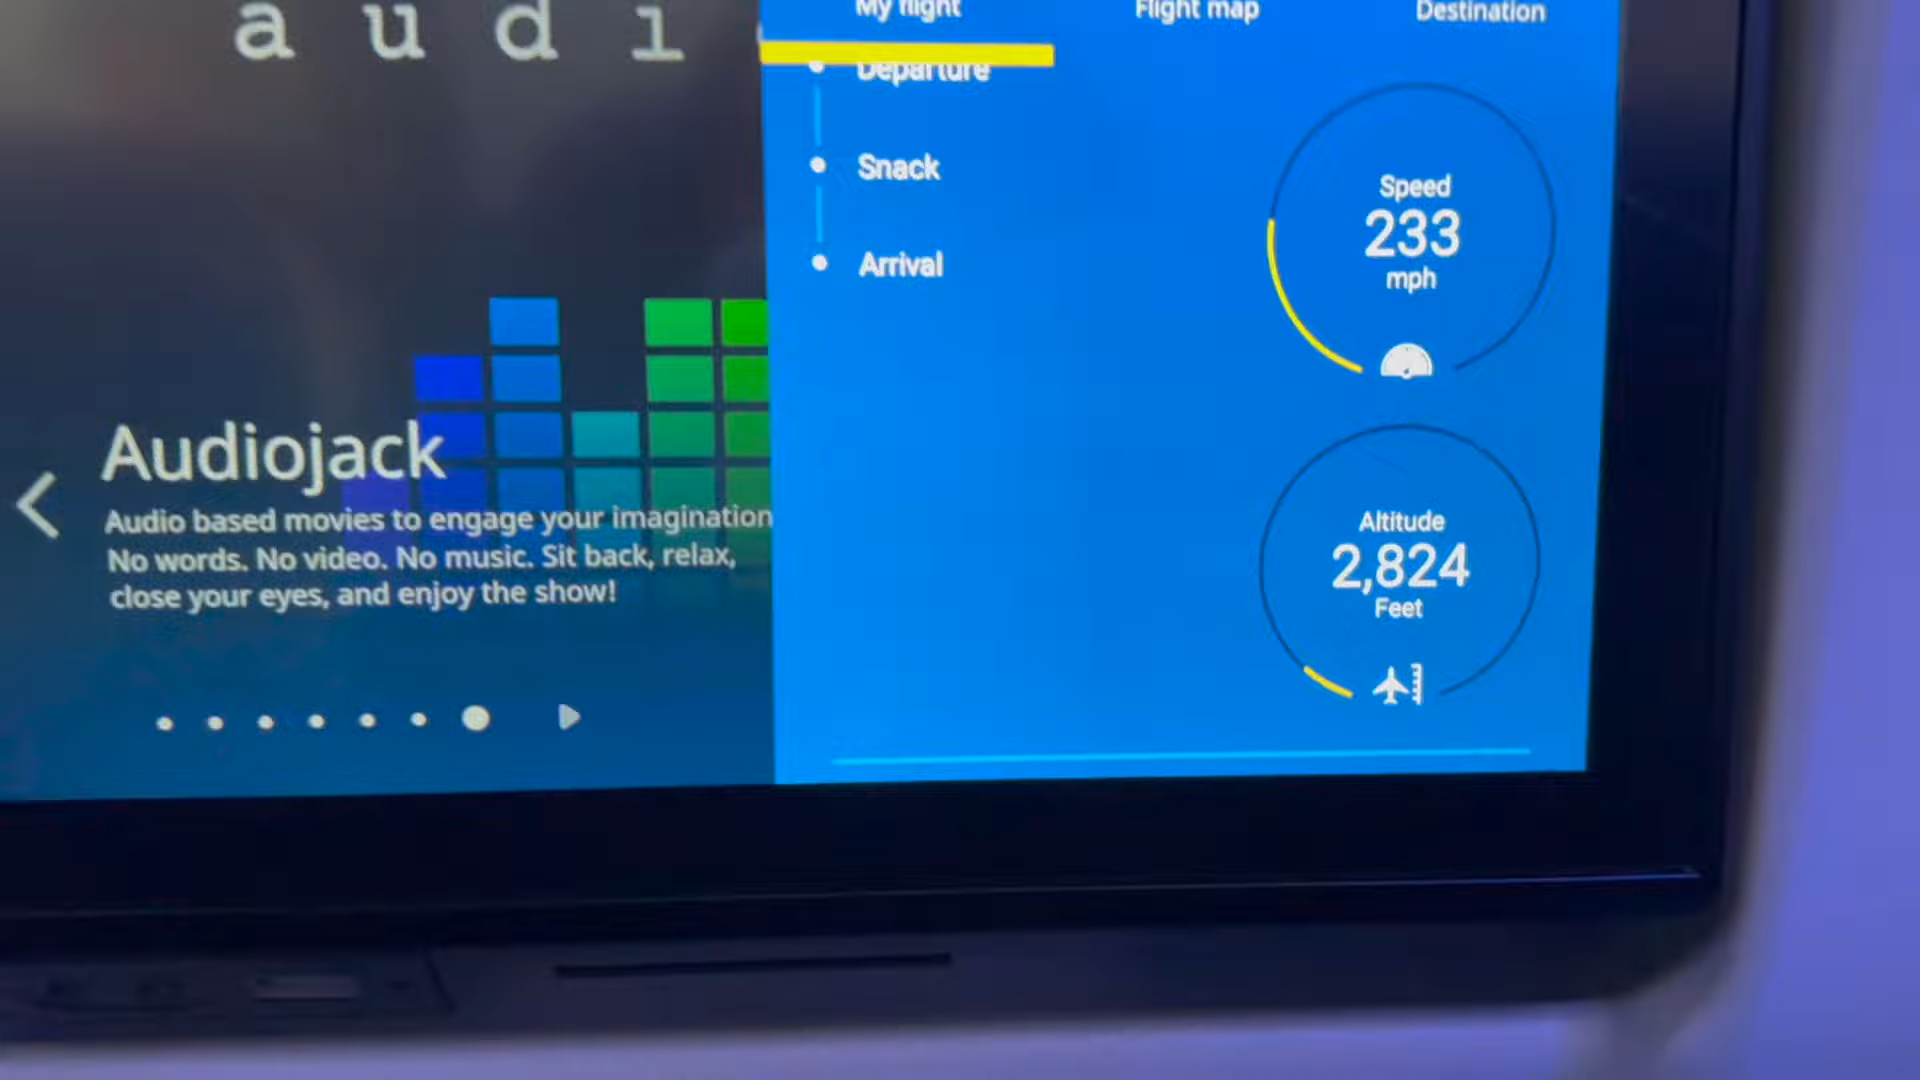 audi
Audiojack
Audio based movies to engage your imagination
No words. No video. No music. Sit back, relax,
close your eyes, and enjoy the show!
My flight
Flight map
Destination
Departure
Snack
Arrival
Speed
233
mph
Altitude
2,824
Feet